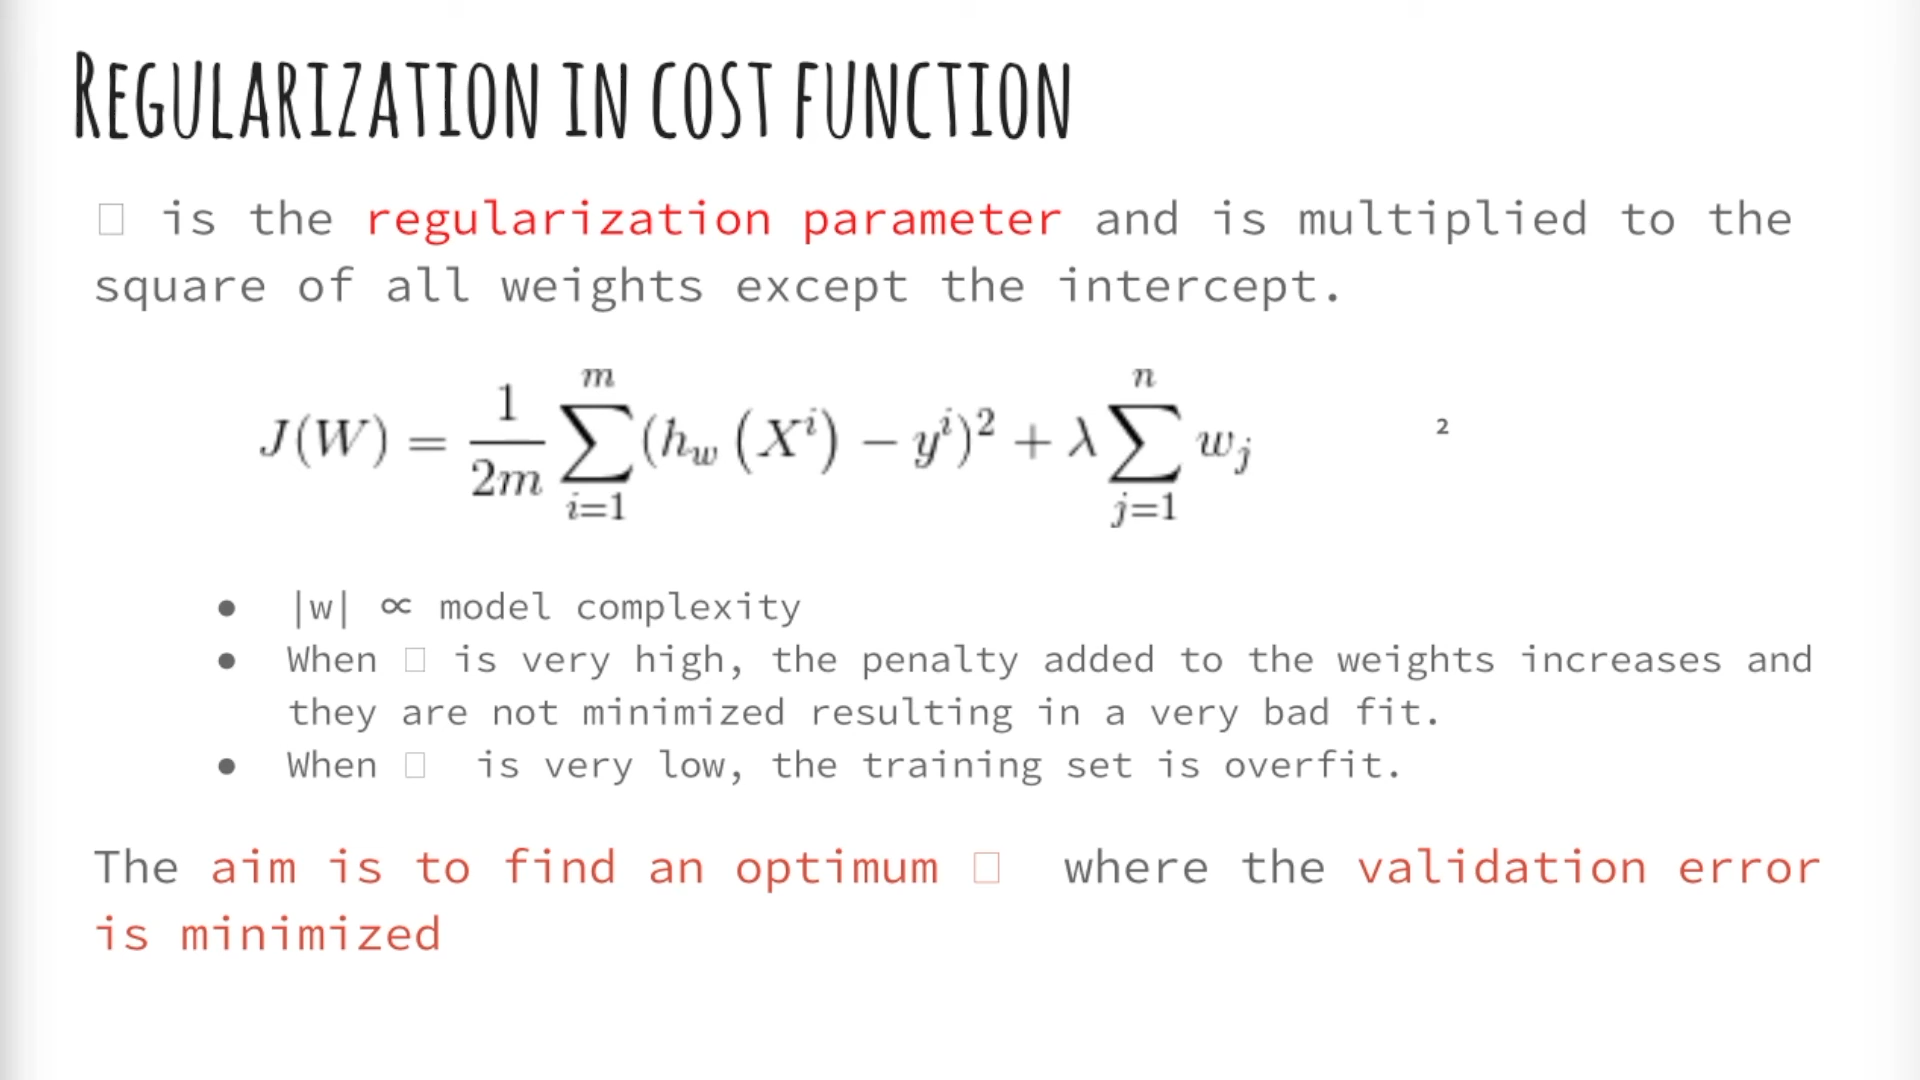 REGULARIZATION IN COST FUNCTION
□ is the regularization parameter and is multiplied to the
square of all weights except the intercept.
J(W) = \frac{1}{2m} \sum_{i=1}^{m} (h_w (X^i) − y^i)^2 + λ \sum_{j=1}^{n} w_j 2
● |w| ∝ model complexity
● When □ is very high, the penalty added to the weights increases and
they are not minimized resulting in a very bad fit.
● When □ is very low, the training set is overfit.
The aim is to find an optimum □ where the validation error
is minimized